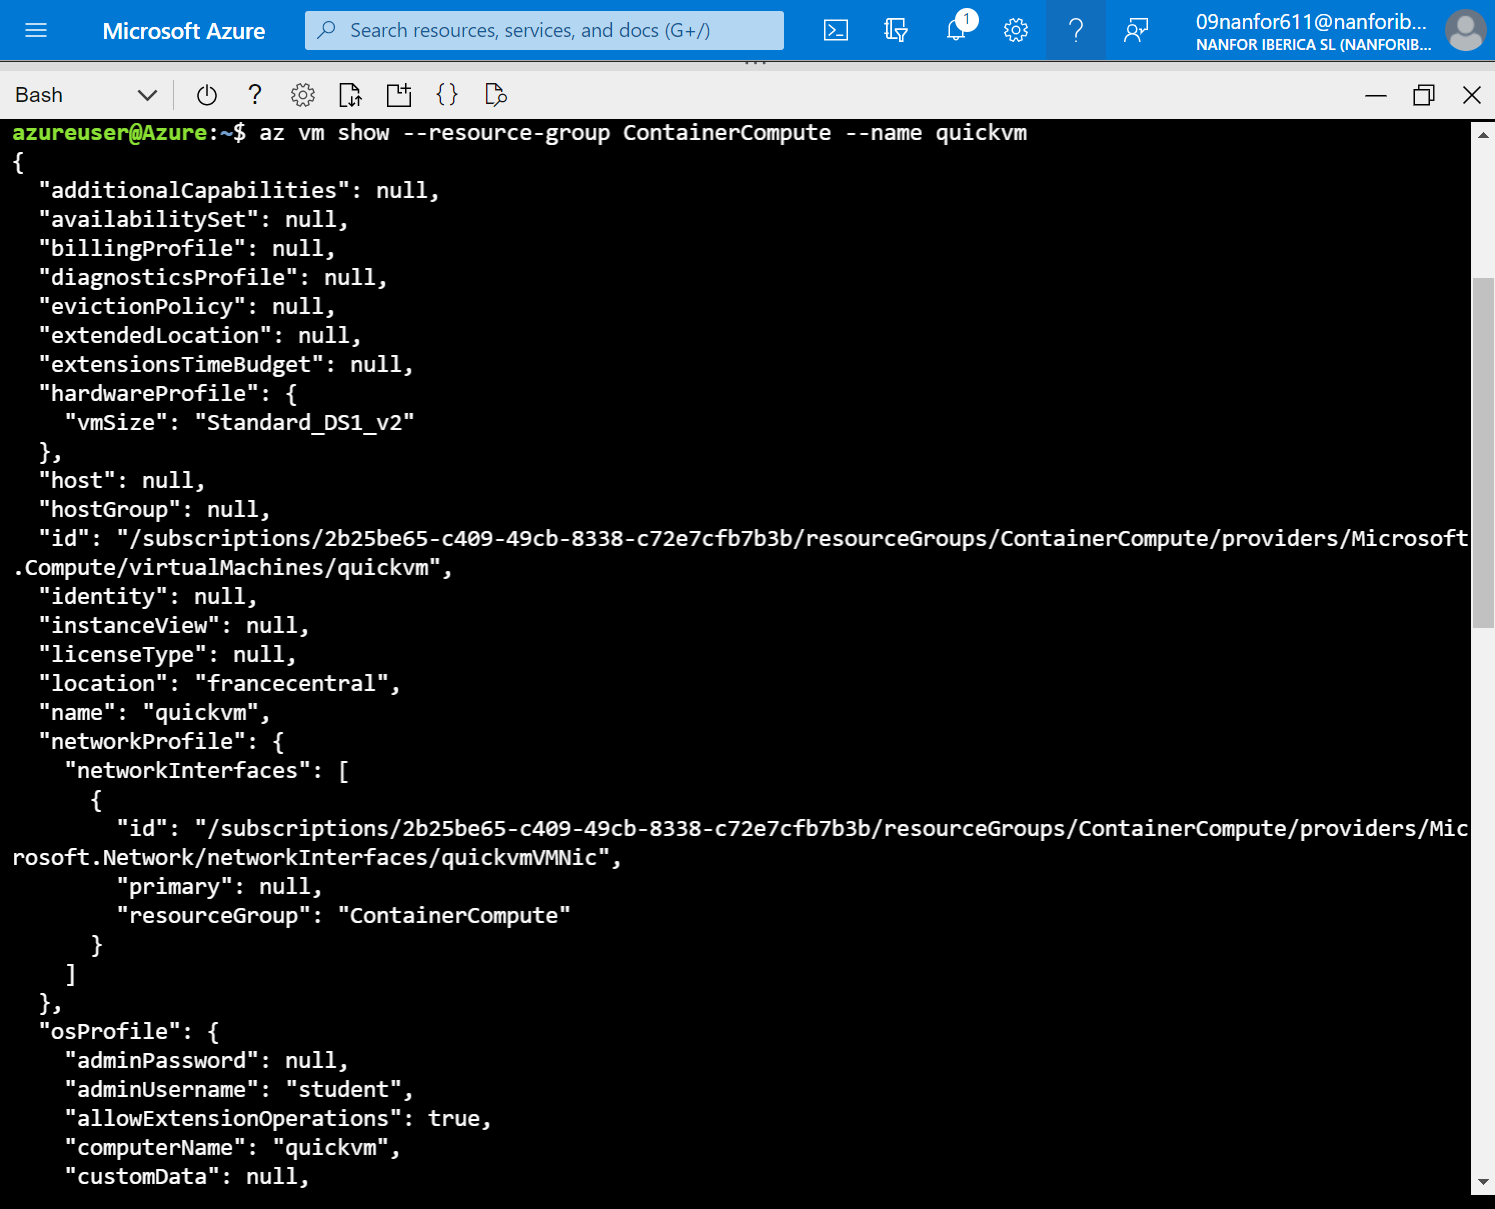 Microsoft Azure
Search resources, services, and docs (G+/)
1
09nanfor611@nanforib...
NANFOR IBERICA SL (NANFORIB...
Bash
azureuser@Azure:~$ az vm show --resource-group ContainerCompute --name quickvm
{
  "additionalCapabilities": null,
  "availabilitySet": null,
  "billingProfile": null,
  "diagnosticsProfile": null,
  "evictionPolicy": null,
  "extendedLocation": null,
  "extensionsTimeBudget": null,
  "hardwareProfile": {
    "vmSize": "Standard_DS1_v2"
  },
  "host": null,
  "hostGroup": null,
  "id": "/subscriptions/2b25be65-c409-49cb-8338-c72e7cfb7b3b/resourceGroups/ContainerCompute/providers/Microsoft
.Compute/virtualMachines/quickvm",
  "identity": null,
  "instanceView": null,
  "licenseType": null,
  "location": "francecentral",
  "name": "quickvm",
  "networkProfile": {
    "networkInterfaces": [
      {
        "id": "/subscriptions/2b25be65-c409-49cb-8338-c72e7cfb7b3b/resourceGroups/ContainerCompute/providers/Mic
rosoft.Network/networkInterfaces/quickvmVMNic",
        "primary": null,
        "resourceGroup": "ContainerCompute"
      }
    ]
  },
  "osProfile": {
    "adminPassword": null,
    "adminUsername": "student",
    "allowExtensionOperations": true,
    "computerName": "quickvm",
    "customData": null,